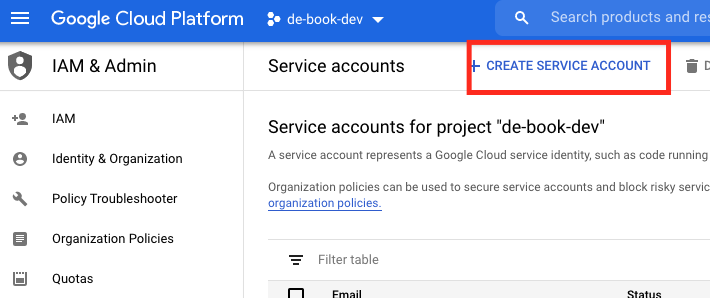 Google Cloud Platform
de-book-dev
Search products and res
IAM & Admin
Service accounts
+ CREATE SERVICE ACCOUNT
D
IAM
Identity & Organization
Policy Troubleshooter
Organization Policies
Quotas
Service accounts for project "de-book-dev"
A service account represents a Google Cloud service identity, such as code running
Organization policies can be used to secure service accounts and block risky servic
organization policies.
Filter table
Email
Status